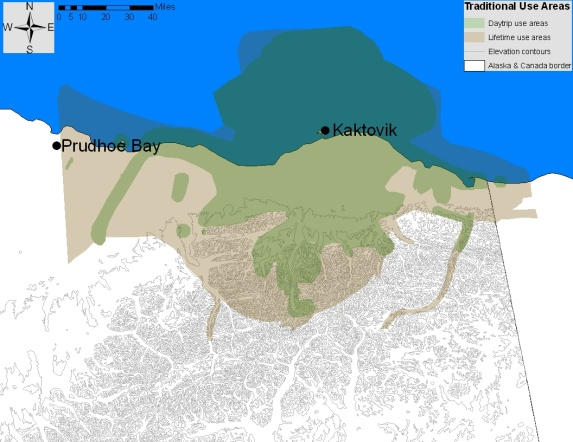 N
W E
S
0 5 10 20 30 40 Miles
Traditional Use Areas
Daytrip use areas
Lifetime use areas
Elevation contours
Alaska & Canada border
Kaktovik
Prudhoe Bay